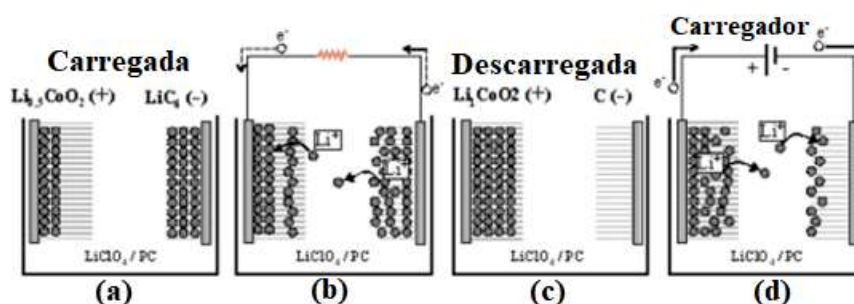 Carregada
Li₀,₅CoO₂ (+) LiC₆ (-)
LiClO₄ / PC
(a)
e⁻
e⁻
Li⁺
Li⁺
LiClO₄ / PC
(b)
Descarregada
Li₁CoO2 (+) C (-)
LiClO₄ / PC
(c)
Carregador
e⁻
e⁻
+ -
Li⁺
Li⁺
LiClO₄ / PC
(d)